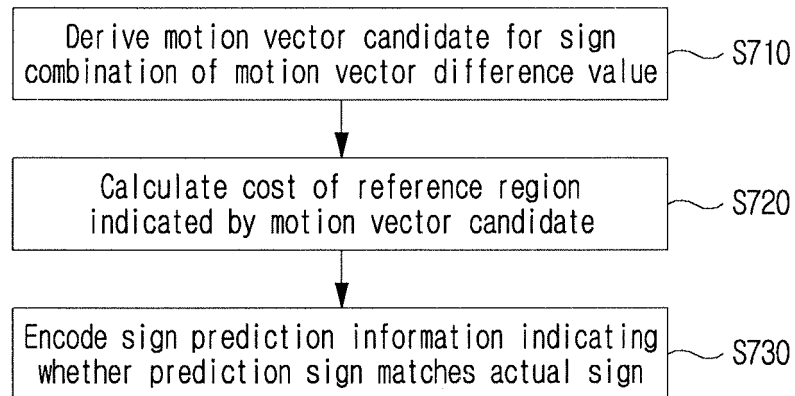 Derive motion vector candidate for sign
combination of motion vector difference value
S710
Calculate cost of reference region
indicated by motion vector candidate
S720
Encode sign prediction information indicating
whether prediction sign matches actual sign
S730